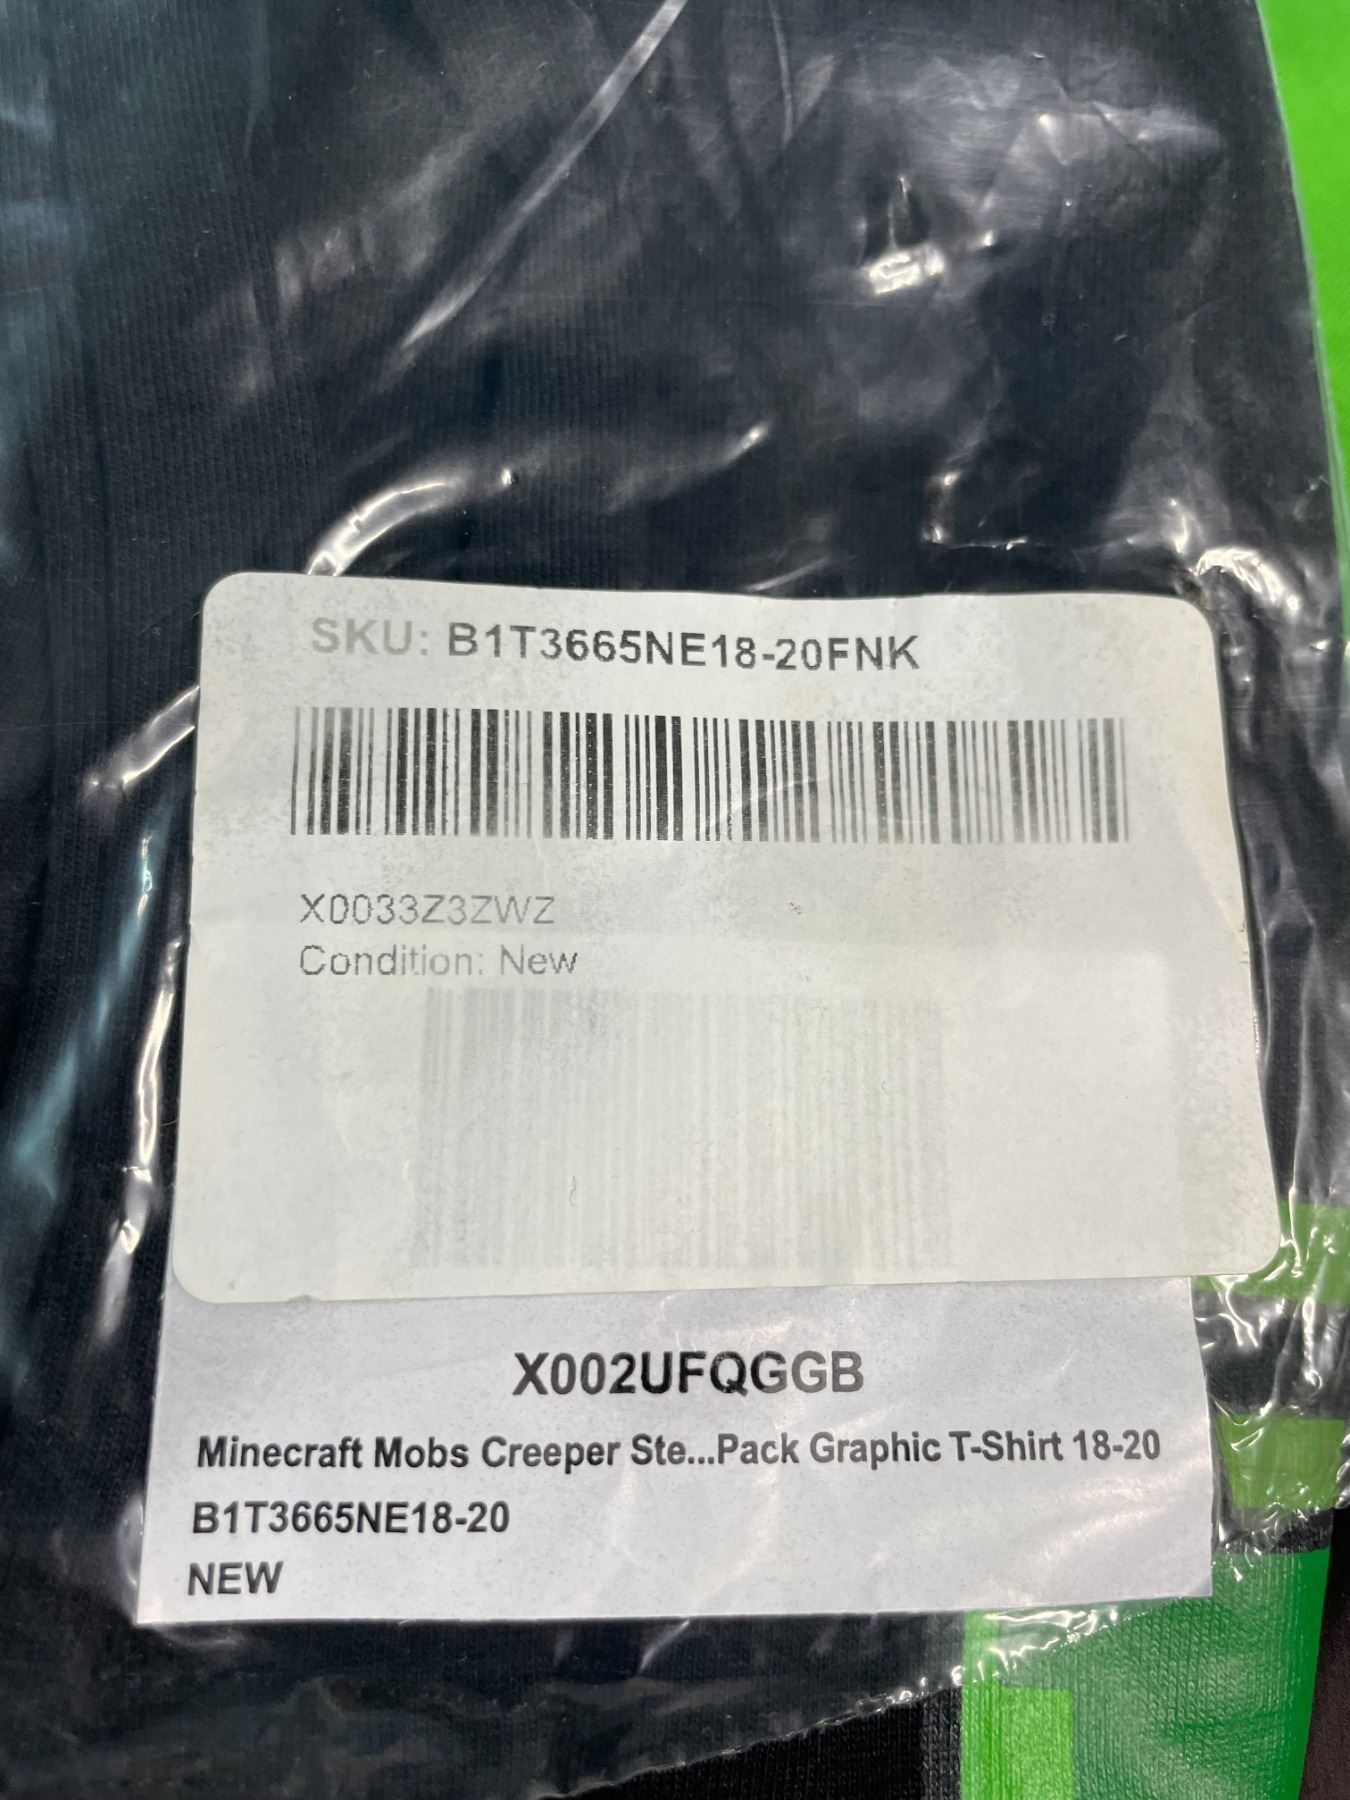 SKU: B1T3665NE18-20FNK
X0033Z3ZWZ
Condition: New
X002UFQGGB
Minecraft Mobs Creeper Ste...Pack Graphic T-Shirt 18-20
B1T3665NE18-20
NEW